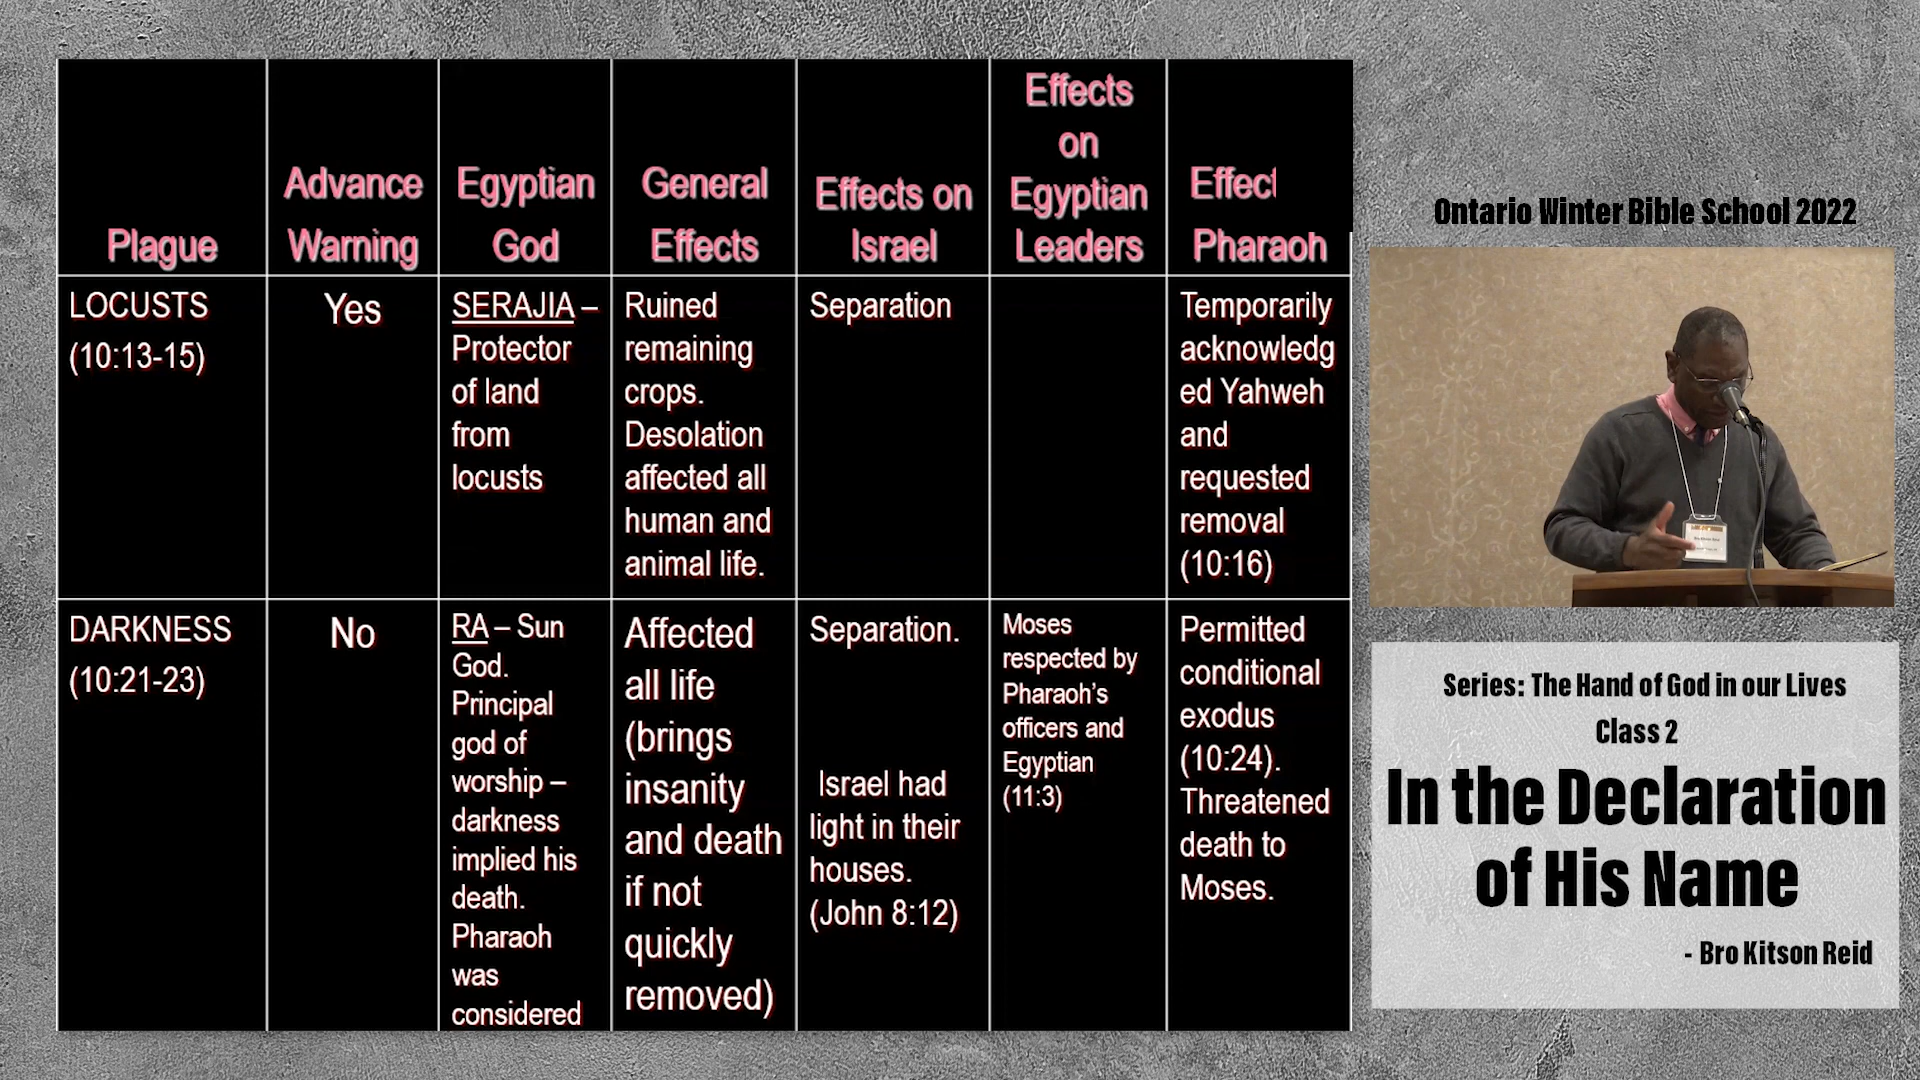 Plague
Advance
Warning
Egyptian
God
General
Effects
Effects on
Israel
Effects
on
Egyptian
Leaders
Effect
Pharaoh
LOCUSTS
(10:13-15)
Yes
SERAJIA –
Protector
of land
from
locusts
Ruined
remaining
crops.
Desolation
affected all
human and
animal life.
Separation
Temporarily
acknowledg
ed Yahweh
and
requested
removal
(10:16)
DARKNESS
(10:21-23)
No
RA – Sun
God.
Principal
god of
worship –
darkness
implied his
death.
Pharaoh
was
considered
Affected
all life
(brings
insanity
and death
if not
quickly
removed)
Separation.
Israel had
light in their
houses.
(John 8:12)
Moses
respected by
Pharaoh's
officers and
Egyptian
(11:3)
Permitted
conditional
exodus
(10:24).
Threatened
death to
Moses.
Ontario Winter Bible School 2022
Series: The Hand of God in our Lives
Class 2
In the Declaration
of His Name
- Bro Kitson Reid